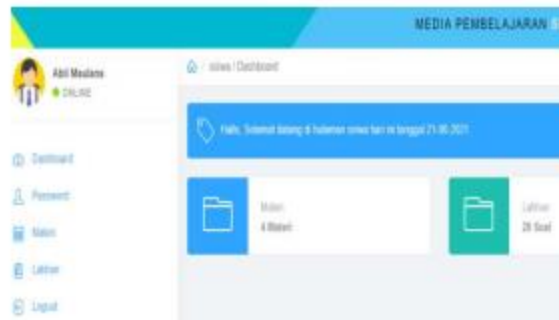 MEDIA PEMBELAJARAN
Abil Maulana
ONLINE
siswa / Dashboard
Hallo, Selamat datang di halaman siswa hari ini tanggal 21-06-2021
Dashboard
Password
Materi
Latihan
Logout
Materi
4 Materi
Latihan
20 Soal